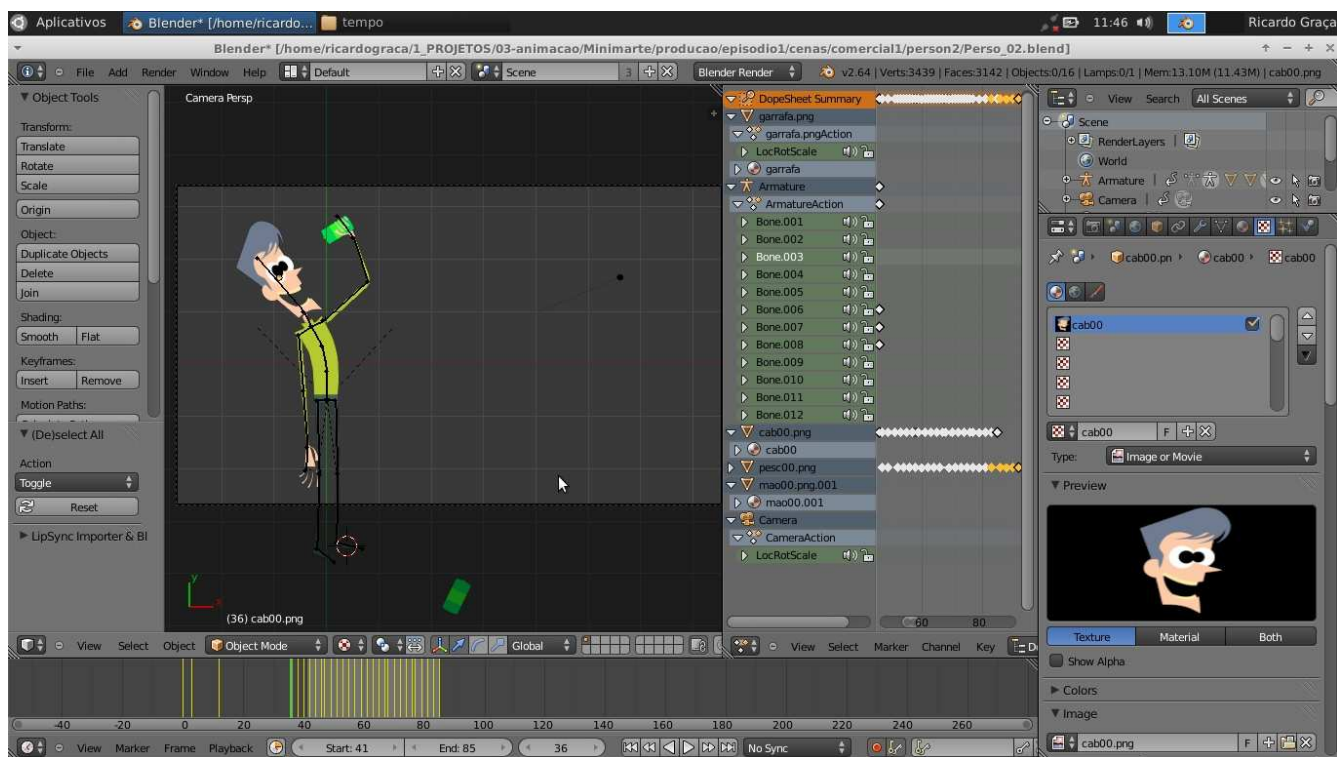 Aplicativos Blender* [/home/ricardo... tempo 11:46 Ricardo Graça
Blender* [/home/ricardograca/1_PROJETOS/03-animacao/Minimarte/producao/episodio1/cenas/comercial1/person2/Perso_02.blend]
File Add Render Window Help Default Scene 3 Blender Render v2.64 | Verts:3439 | Faces:3142 | Objects:0/16 | Lamps:0/1 | Mem:13.10M (11.43M) | cab00.png
Object Tools
Transform:
Translate
Rotate
Scale
Origin
Object:
Duplicate Objects
Delete
Join
Shading:
Smooth Flat
Keyframes:
Insert Remove
Motion Paths:
(De)select All
Action
Toggle
Reset
LipSync Importer & Bl
Camera Persp
y
x
(36) cab00.png
View Select Object Object Mode Global
DopeSheet Summary
garrafa.png
garrafa.pngAction
LocRotScale
garrafa
Armature
ArmatureAction
Bone.001
Bone.002
Bone.003
Bone.004
Bone.005
Bone.006
Bone.007
Bone.008
Bone.009
Bone.010
Bone.011
Bone.012
cab00.png
cab00
pesc00.png
mao00.png.001
mao00.001
Camera
CameraAction
LocRotScale
60 80
View Select Marker Channel Key
View Search All Scenes
Scene
RenderLayers |
World
Armature |
Camera |
cab00.pn cab00 cab00
cab00
cab00 F
Type: Image or Movie
Preview
Texture Material Both
Show Alpha
Colors
Image
cab00.png F
-40 -20 0 20 40 60 80 100 120 140 160 180 200 220 240 260
View Marker Frame Playback Start: 41 End: 85 36 No Sync